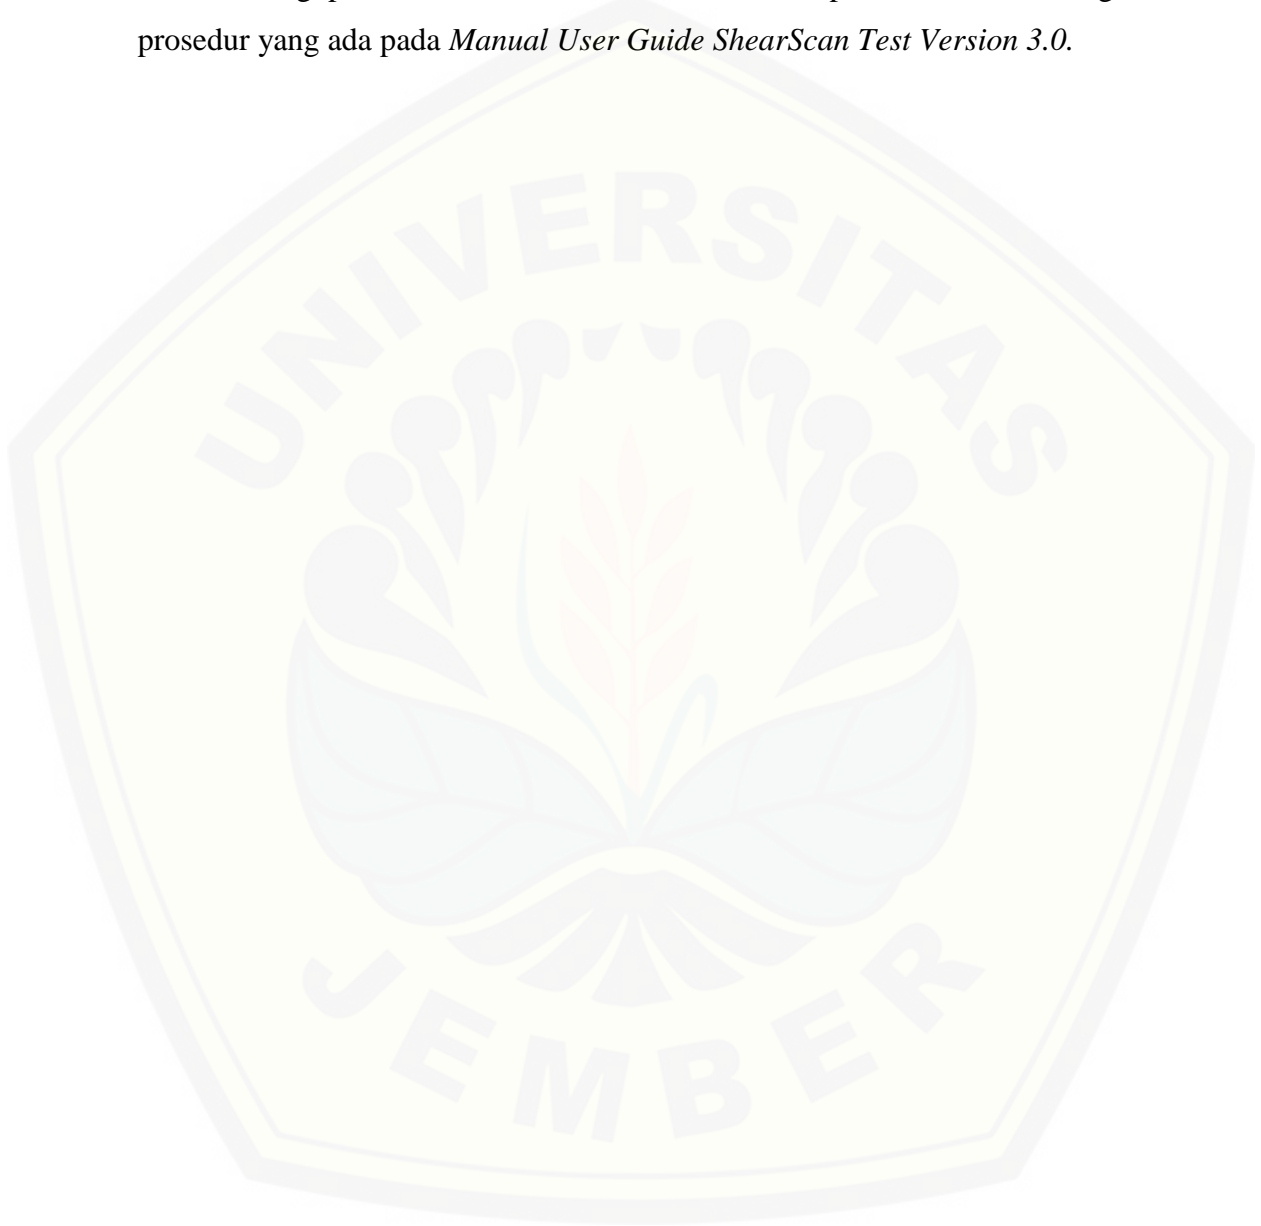 prosedur yang ada pada Manual User Guide ShearScan Test Version 3.0.
UNIVERSITAS
JEMBER